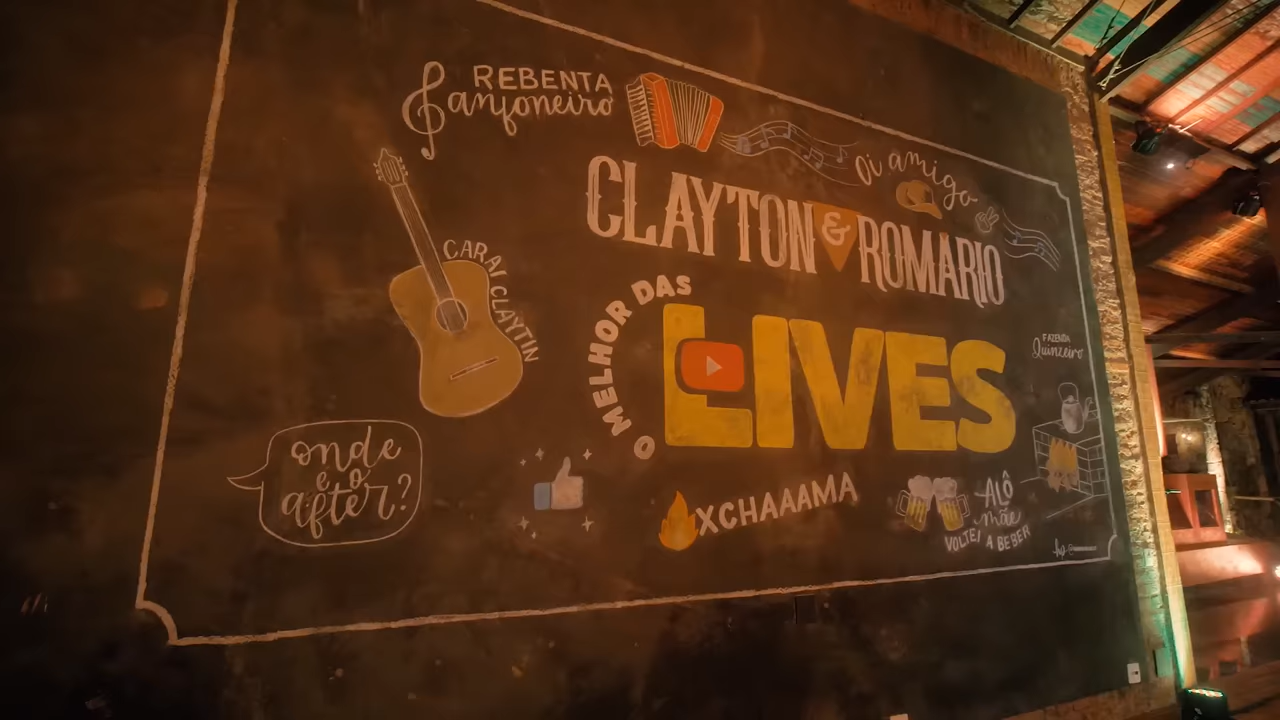 REBENTA
Sanfoneiro
Oi amigo
CLAYTON & ROMARIO
CARAI CLAYTIN
O MELHOR DAS
LIVES
FAZENDA
Quinzeiro
onde
e o
after?
XCHAAAMA
ALÔ
mãe
VOLTEI A BEBER